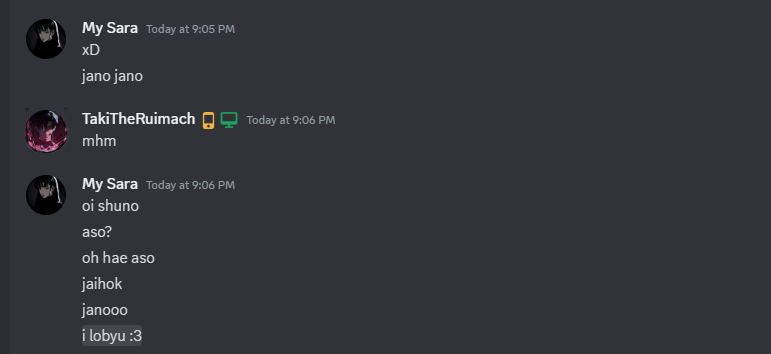 My Sara Today at 9:05 PM
xD
jano jano
TakiTheRuimach Today at 9:06 PM
mhm
My Sara Today at 9:06 PM
oi shuno
aso?
oh hae aso
jaihok
janooo
i lobyu :3